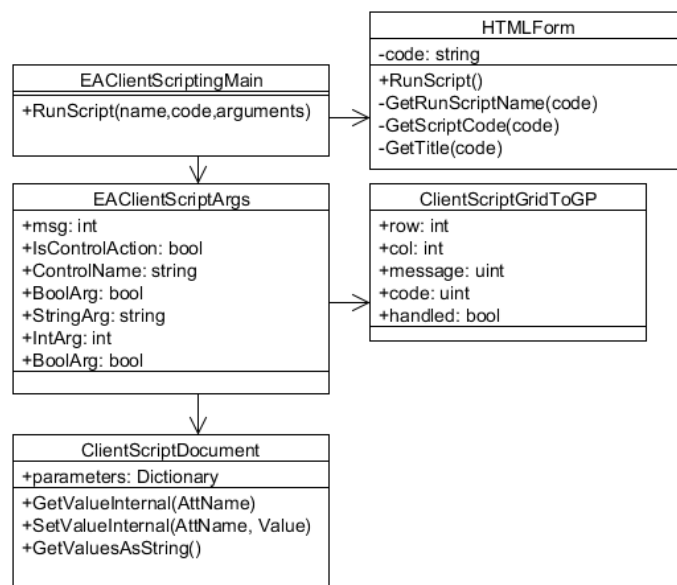 EAClientScriptingMain
+RunScript(name,code,arguments)
HTMLForm
-code: string
+RunScript()
-GetRunScriptName(code)
-GetScriptCode(code)
-GetTitle(code)
EAClientScriptArgs
+msg: int
+IsControlAction: bool
+ControlName: string
+BoolArg: bool
+StringArg: string
+IntArg: int
+BoolArg: bool
ClientScriptGridToGP
+row: int
+col: int
+message: uint
+code: uint
+handled: bool
ClientScriptDocument
+parameters: Dictionary
+GetValueInternal(AttName)
+SetValueInternal(AttName, Value)
+GetValuesAsString()